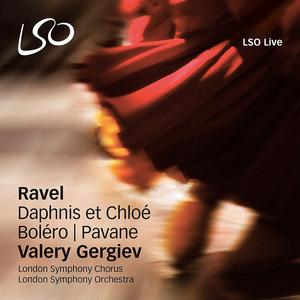 LSO
LSO Live
Ravel
Daphnis et Chloé
Boléro | Pavane
Valery Gergiev
London Symphony Chorus
London Symphony Orchestra